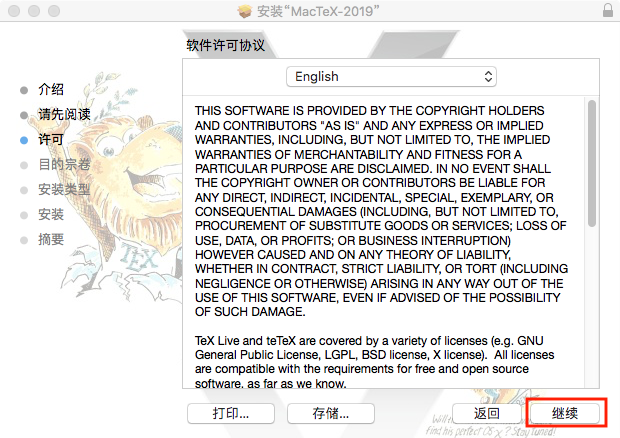 安装“MacTeX-2019”
软件许可协议
English
介绍
请先阅读
许可
目的宗卷
安装类型
安装
摘要
THIS SOFTWARE IS PROVIDED BY THE COPYRIGHT HOLDERS
AND CONTRIBUTORS "AS IS" AND ANY EXPRESS OR IMPLIED
WARRANTIES, INCLUDING, BUT NOT LIMITED TO, THE IMPLIED
WARRANTIES OF MERCHANTABILITY AND FITNESS FOR A
PARTICULAR PURPOSE ARE DISCLAIMED. IN NO EVENT SHALL
THE COPYRIGHT OWNER OR CONTRIBUTORS BE LIABLE FOR
ANY DIRECT, INDIRECT, INCIDENTAL, SPECIAL, EXEMPLARY, OR
CONSEQUENTIAL DAMAGES (INCLUDING, BUT NOT LIMITED TO,
PROCUREMENT OF SUBSTITUTE GOODS OR SERVICES; LOSS OF
USE, DATA, OR PROFITS; OR BUSINESS INTERRUPTION)
HOWEVER CAUSED AND ON ANY THEORY OF LIABILITY,
WHETHER IN CONTRACT, STRICT LIABILITY, OR TORT (INCLUDING
NEGLIGENCE OR OTHERWISE) ARISING IN ANY WAY OUT OF THE
USE OF THIS SOFTWARE, EVEN IF ADVISED OF THE POSSIBILITY
OF SUCH DAMAGE.
TeX Live and teTeX are covered by a variety of licenses (e.g. GNU
General Public License, LGPL, BSD license, X license).  All licenses
are compatible with the requirements for free and open source
software, as far as we know.
TEX
打印...
存储...
返回
继续
find his perfect OS-X? Stay tuned!